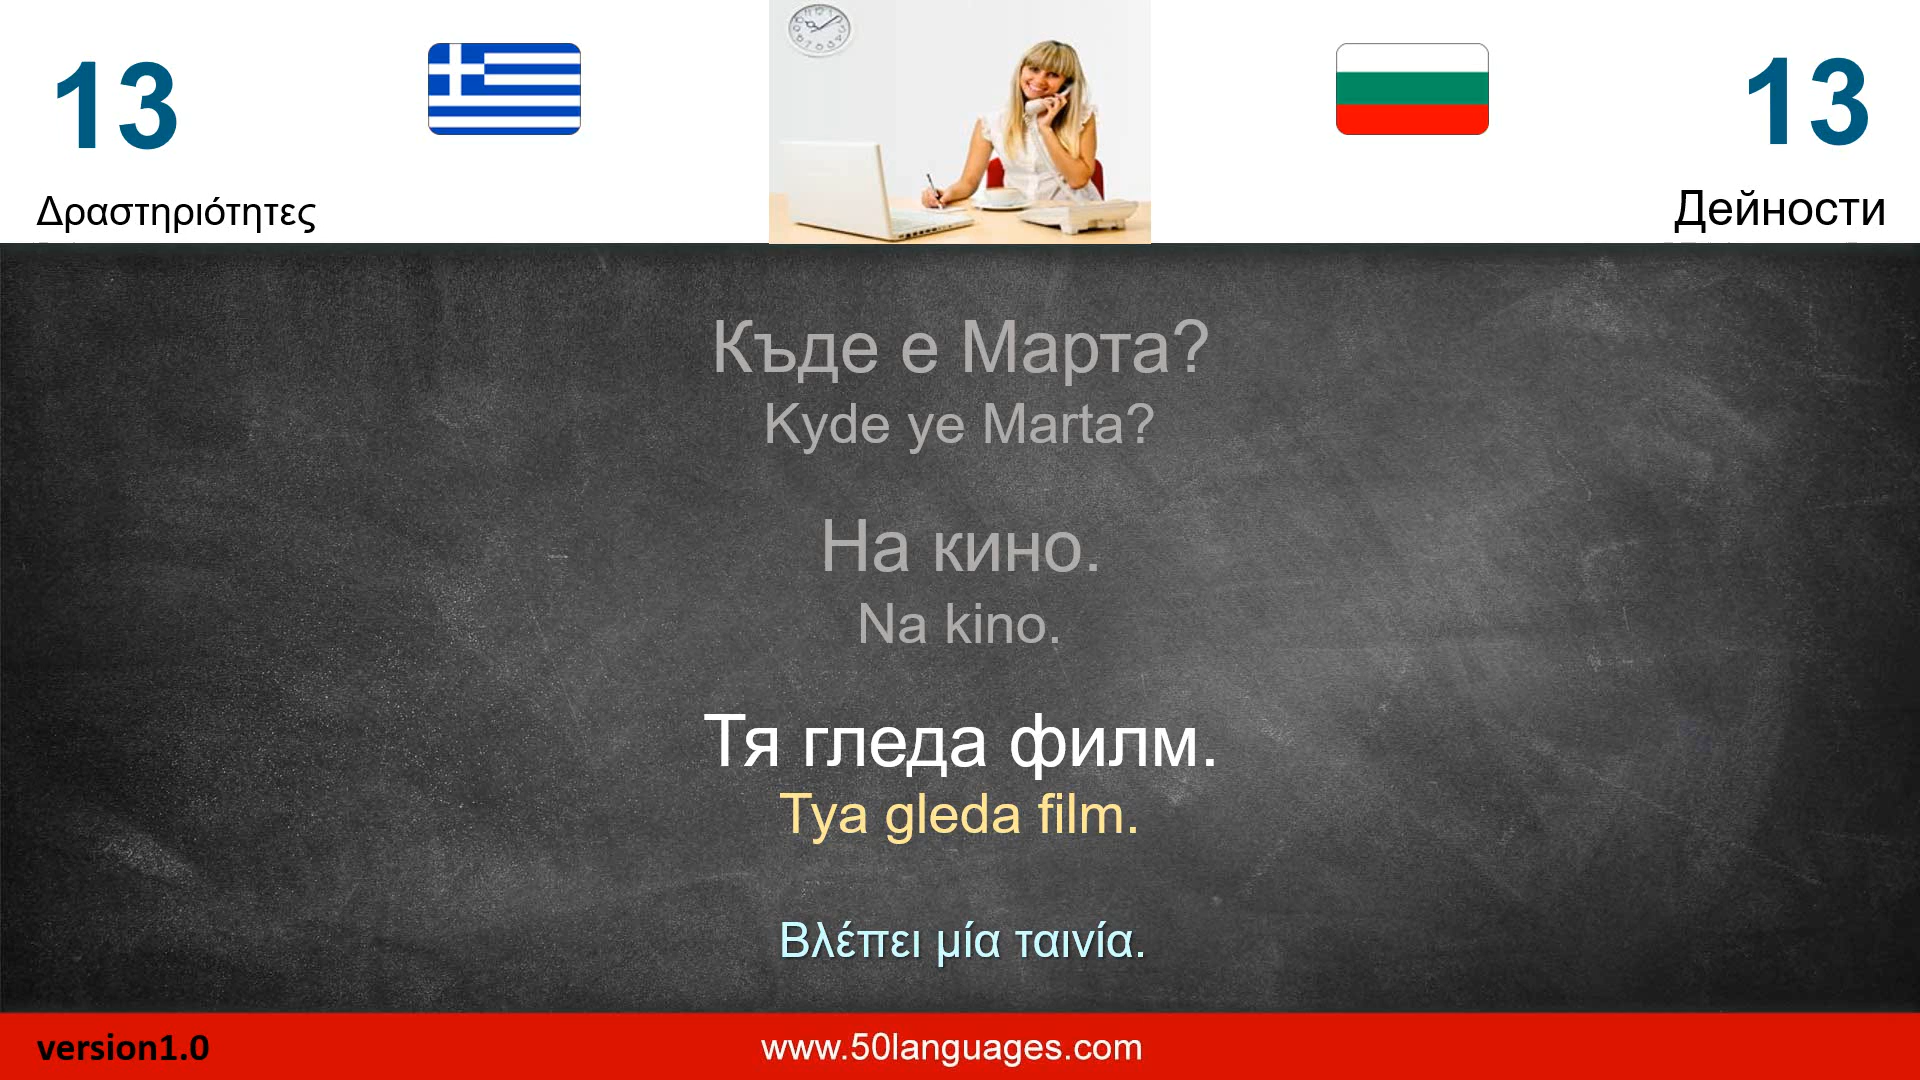 13
13
Δραστηριότητες
Дейности
Къде е Марта?
Kyde ye Marta?
На кино.
Na kino.
Тя гледа филм.
Tya gleda film.
Βλέπει μία ταινία.
version1.0
www.50languages.com